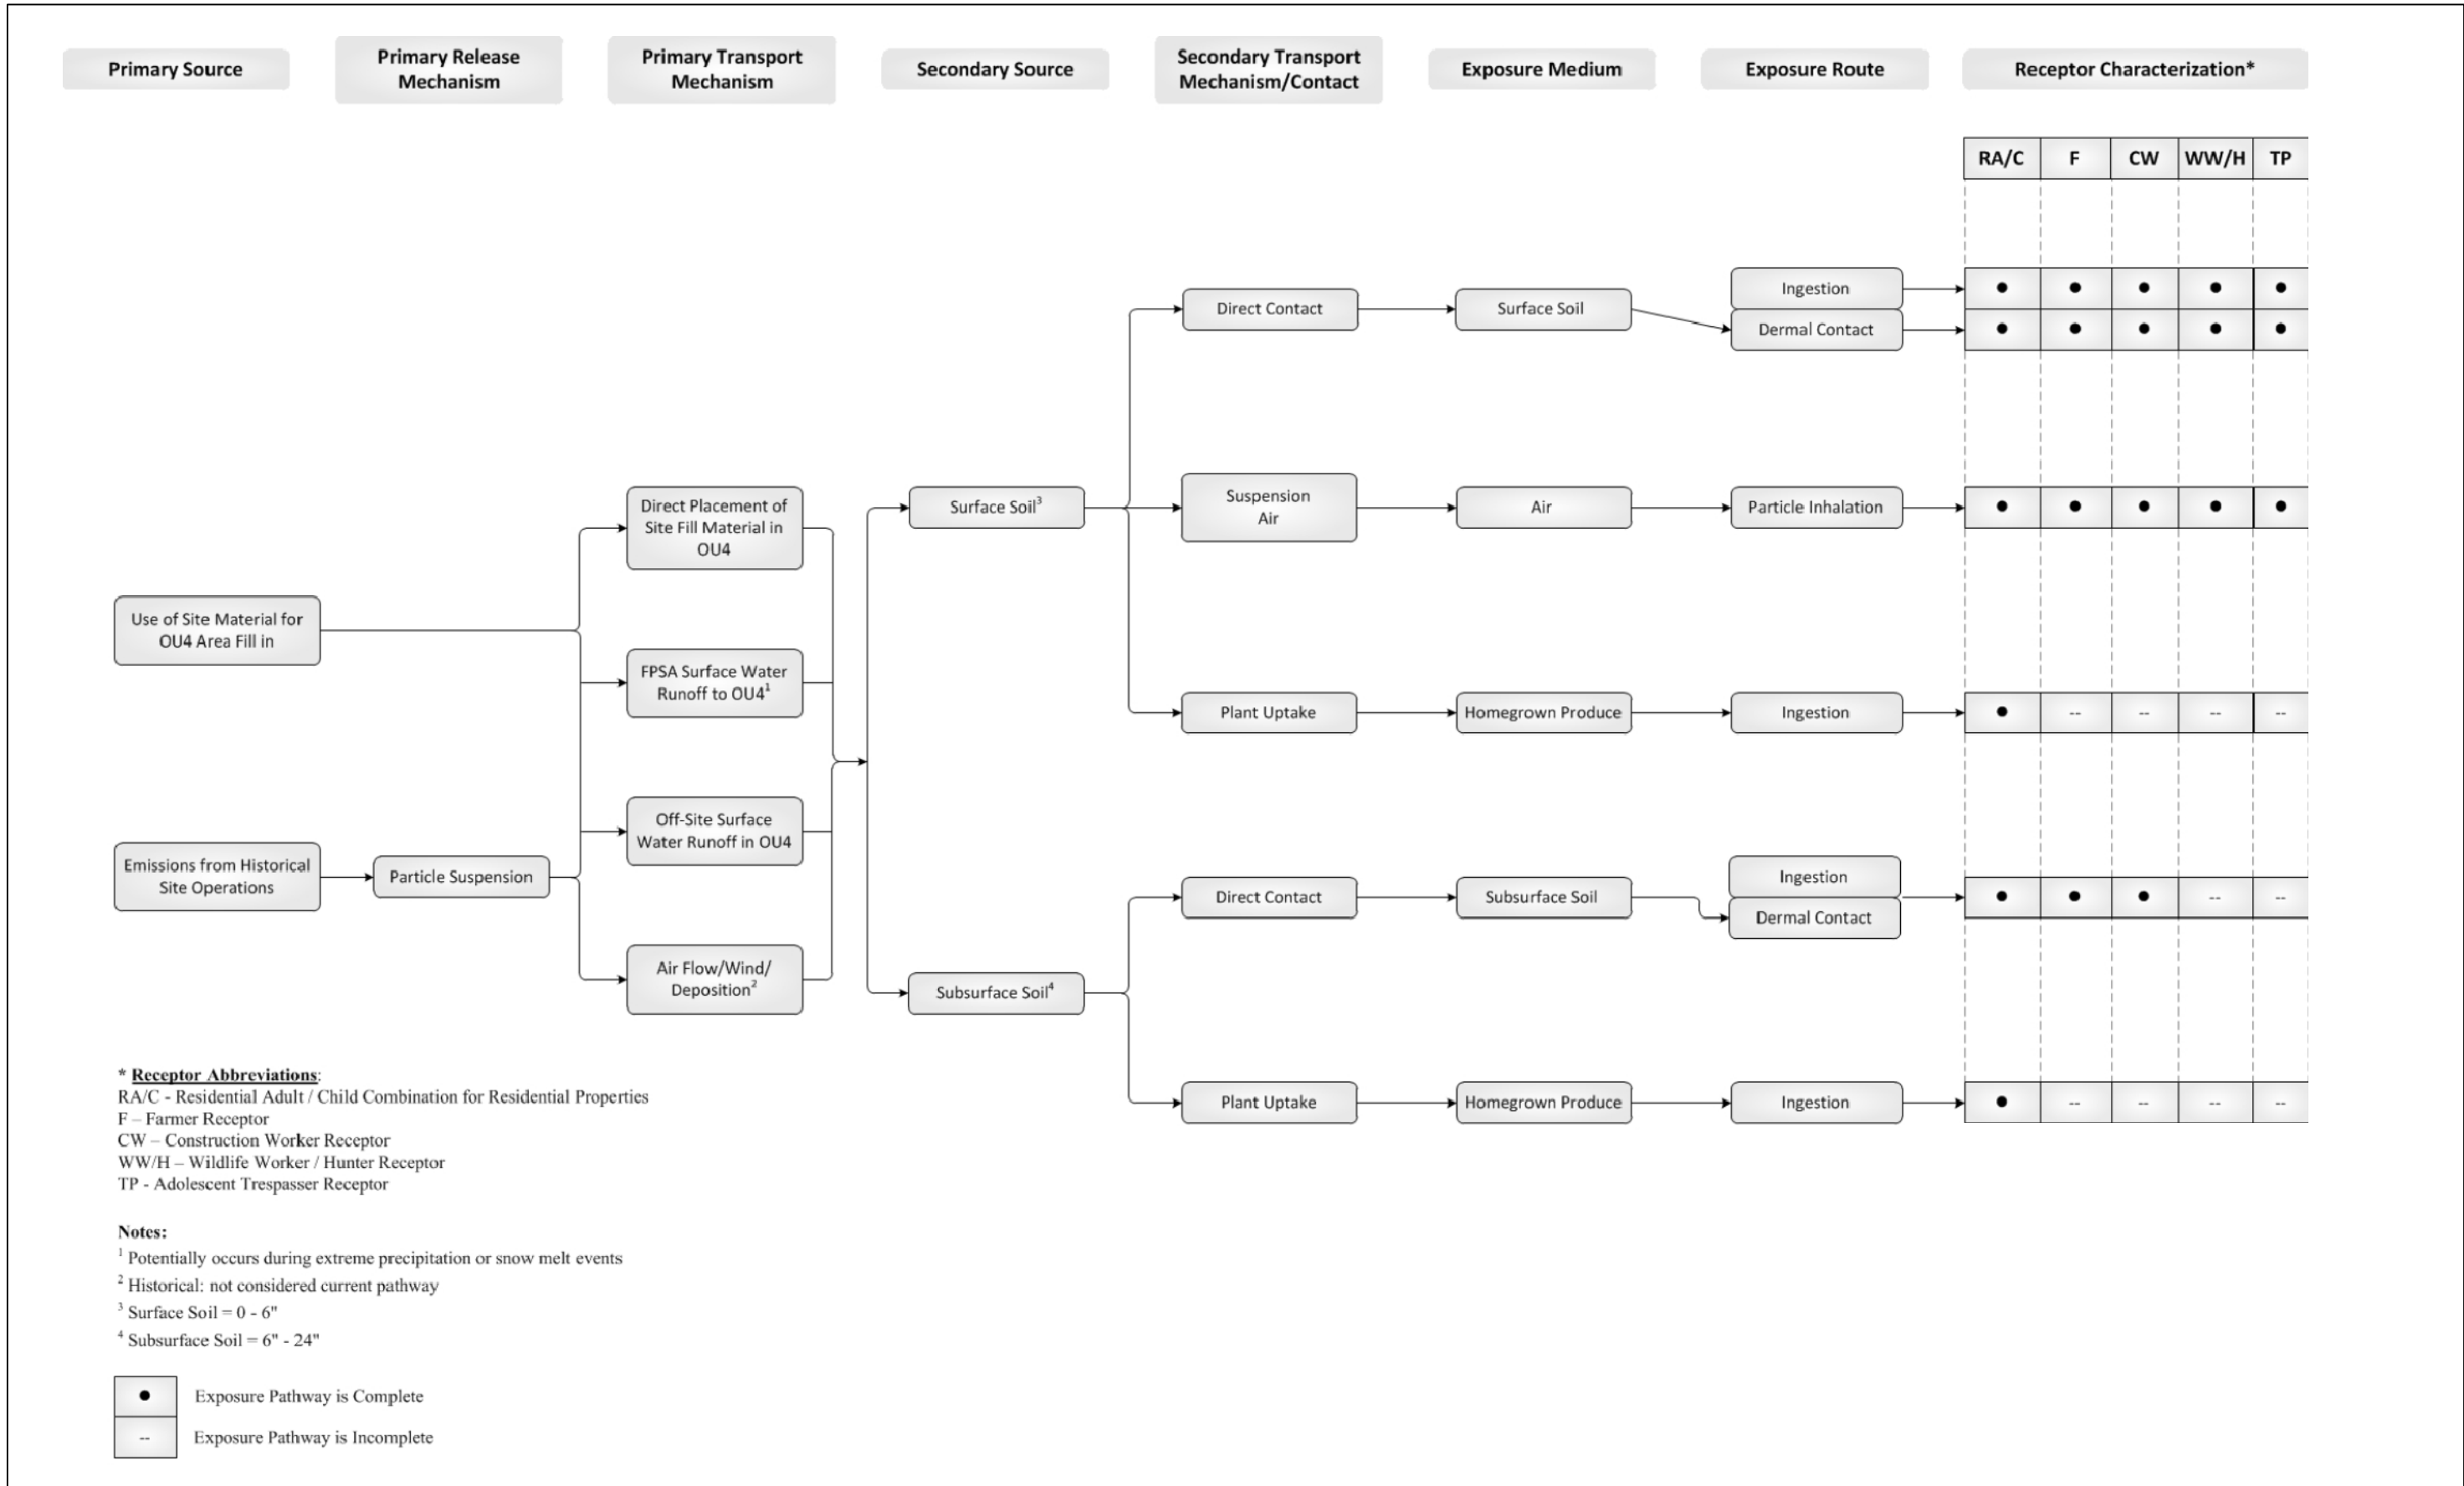 Primary Source
Primary Release
Mechanism
Primary Transport
Mechanism
Secondary Source
Secondary Transport
Mechanism/Contact
Exposure Medium
Exposure Route
Receptor Characterization*
RA/C F CW WW/H TP
Direct Contact
Surface Soil
Ingestion
● ● ● ● ●
Dermal Contact
● ● ● ● ●
Direct Placement of
Site Fill Material in
OU4
Surface Soil³
Suspension
Air
Air
Particle Inhalation
● ● ● ● ●
Use of Site Material for
OU4 Area Fill in
FPSA Surface Water
Runoff to OU4¹
Plant Uptake
Homegrown Produce
Ingestion
● -- -- -- --
Off-Site Surface
Water Runoff in OU4
Emissions from Historical
Site Operations
Particle Suspension
Direct Contact
Subsurface Soil
Ingestion
Dermal Contact
● ● ● -- --
Air Flow/Wind/
Deposition²
Subsurface Soil⁴
Plant Uptake
Homegrown Produce
Ingestion
● -- -- -- --
* Receptor Abbreviations:
RA/C - Residential Adult / Child Combination for Residential Properties
F – Farmer Receptor
CW – Construction Worker Receptor
WW/H – Wildlife Worker / Hunter Receptor
TP - Adolescent Trespasser Receptor
Notes:
¹ Potentially occurs during extreme precipitation or snow melt events
² Historical: not considered current pathway
³ Surface Soil = 0 - 6"
⁴ Subsurface Soil = 6" - 24"
● Exposure Pathway is Complete
-- Exposure Pathway is Incomplete